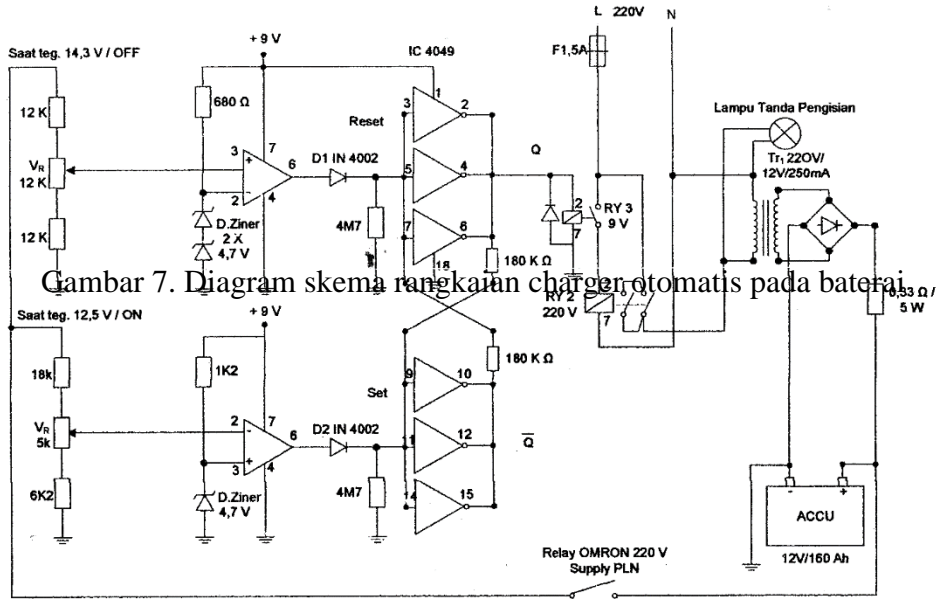 L 220V N
+ 9 V
IC 4049
F1,5A
Saat teg. 14,3 V / OFF
680 Ω
12 K
1
3
2
Reset
Lampu Tanda Pengisian
Q
7
3
+
6
D1 IN 4002
VR
12 K
5
4
Tr1 220V/
12V/250mA
-
2
4
2
RY 3
9 V
7
D.Ziner
2 X
4,7 V
4M7
7
6
12 K
8
180 K Ω
Gambar 7. Diagram skema rangkaian charger otomatis pada baterai
RY 2
220 V
2
7
0,33 Ω /
5 W
Saat teg. 12,5 V / ON
+ 9 V
180 K Ω
18k
1K2
Set
9
10
VR
5k
2
-
7
6
D2 IN 4002
11
12
Q
3
+
4
6K2
D.Ziner
4,7 V
4M7
14
15
- +
ACCU
12V/160 Ah
Relay OMRON 220 V
Supply PLN